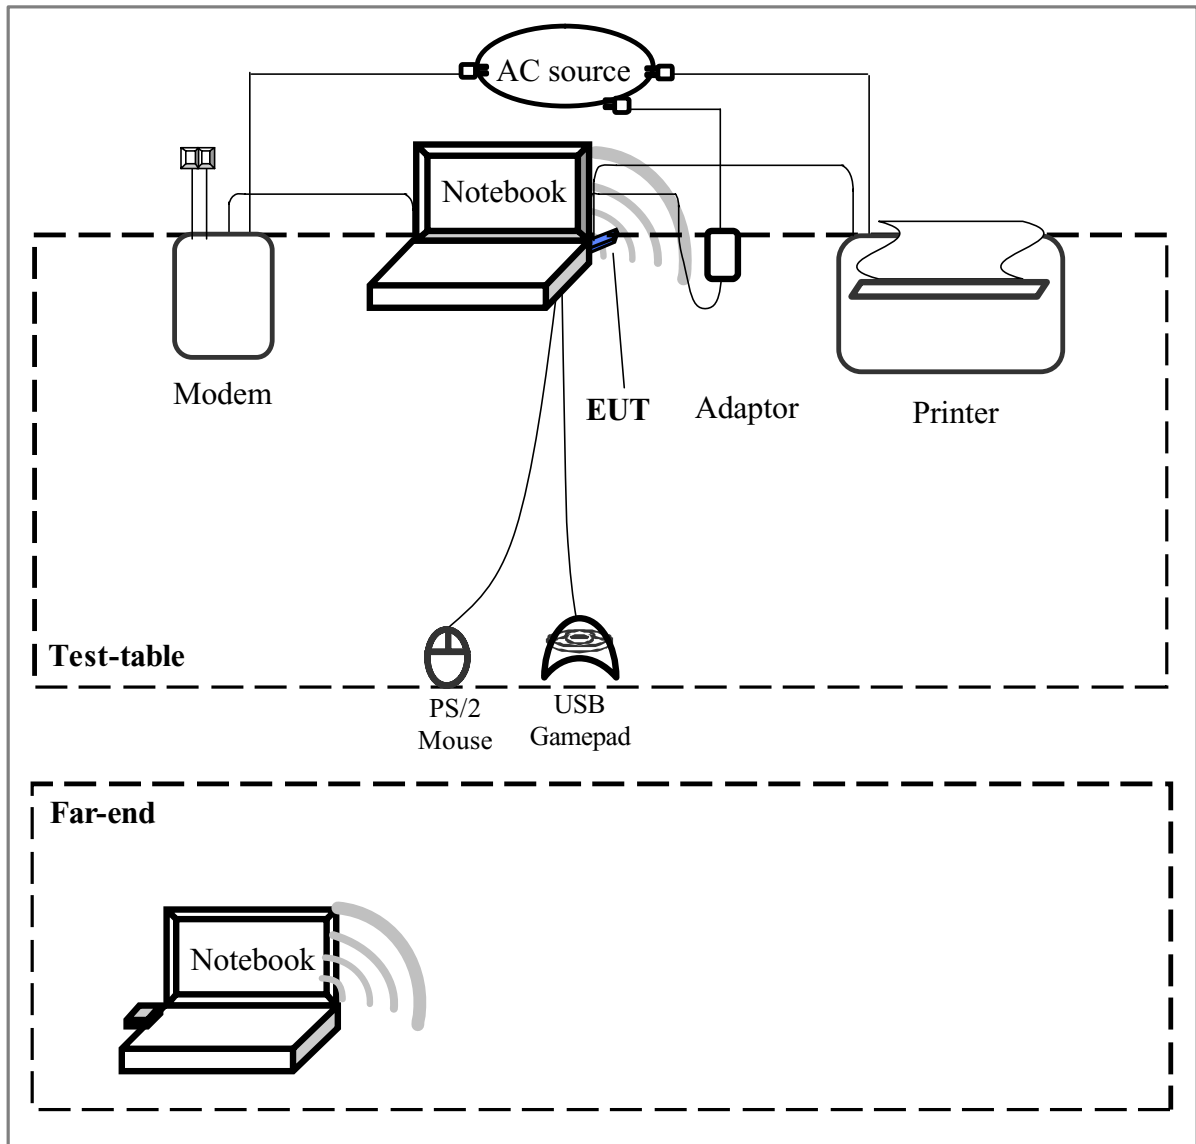 AC source
Notebook
Modem
EUT
Adaptor
Printer
Test-table
PS/2
Mouse
USB
Gamepad
Far-end
Notebook